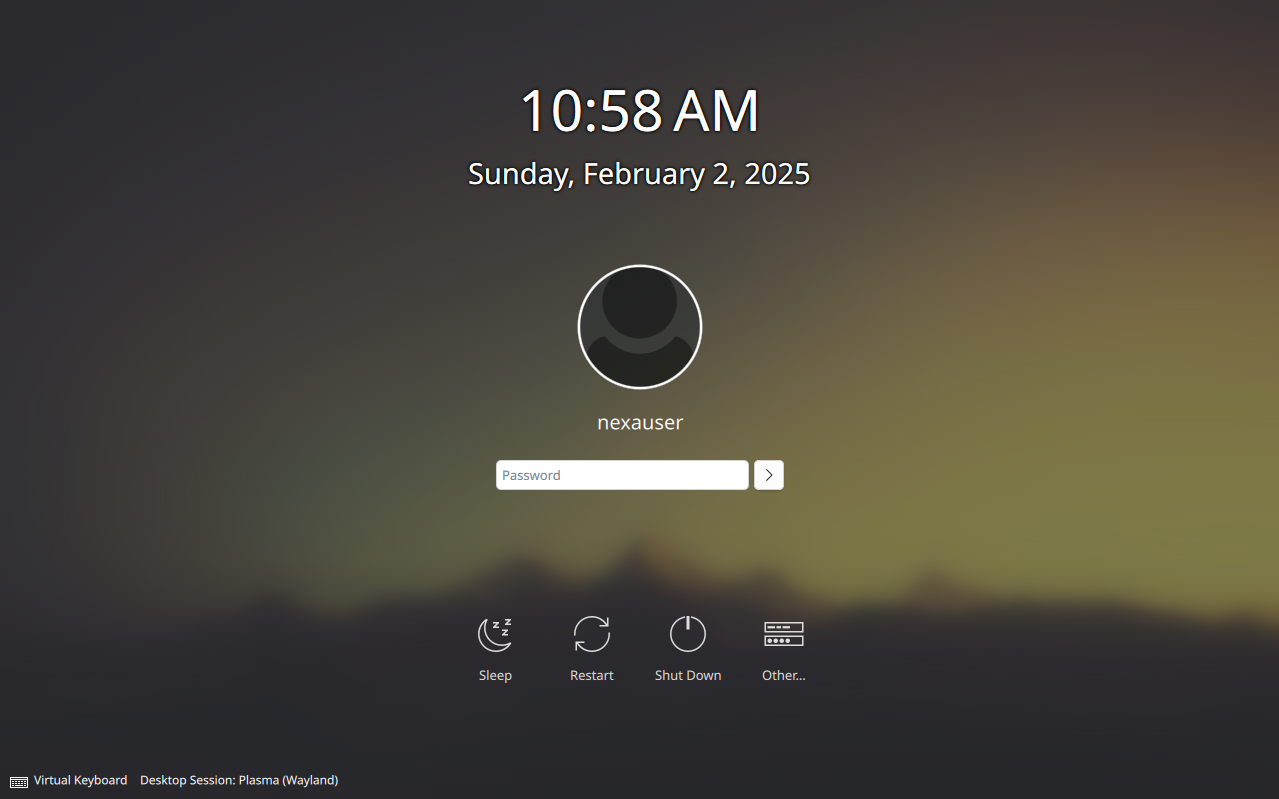 10:58 AM
Sunday, February 2, 2025
nexauser
Password
Sleep
Restart
Shut Down
Other...
Virtual Keyboard
Desktop Session: Plasma (Wayland)